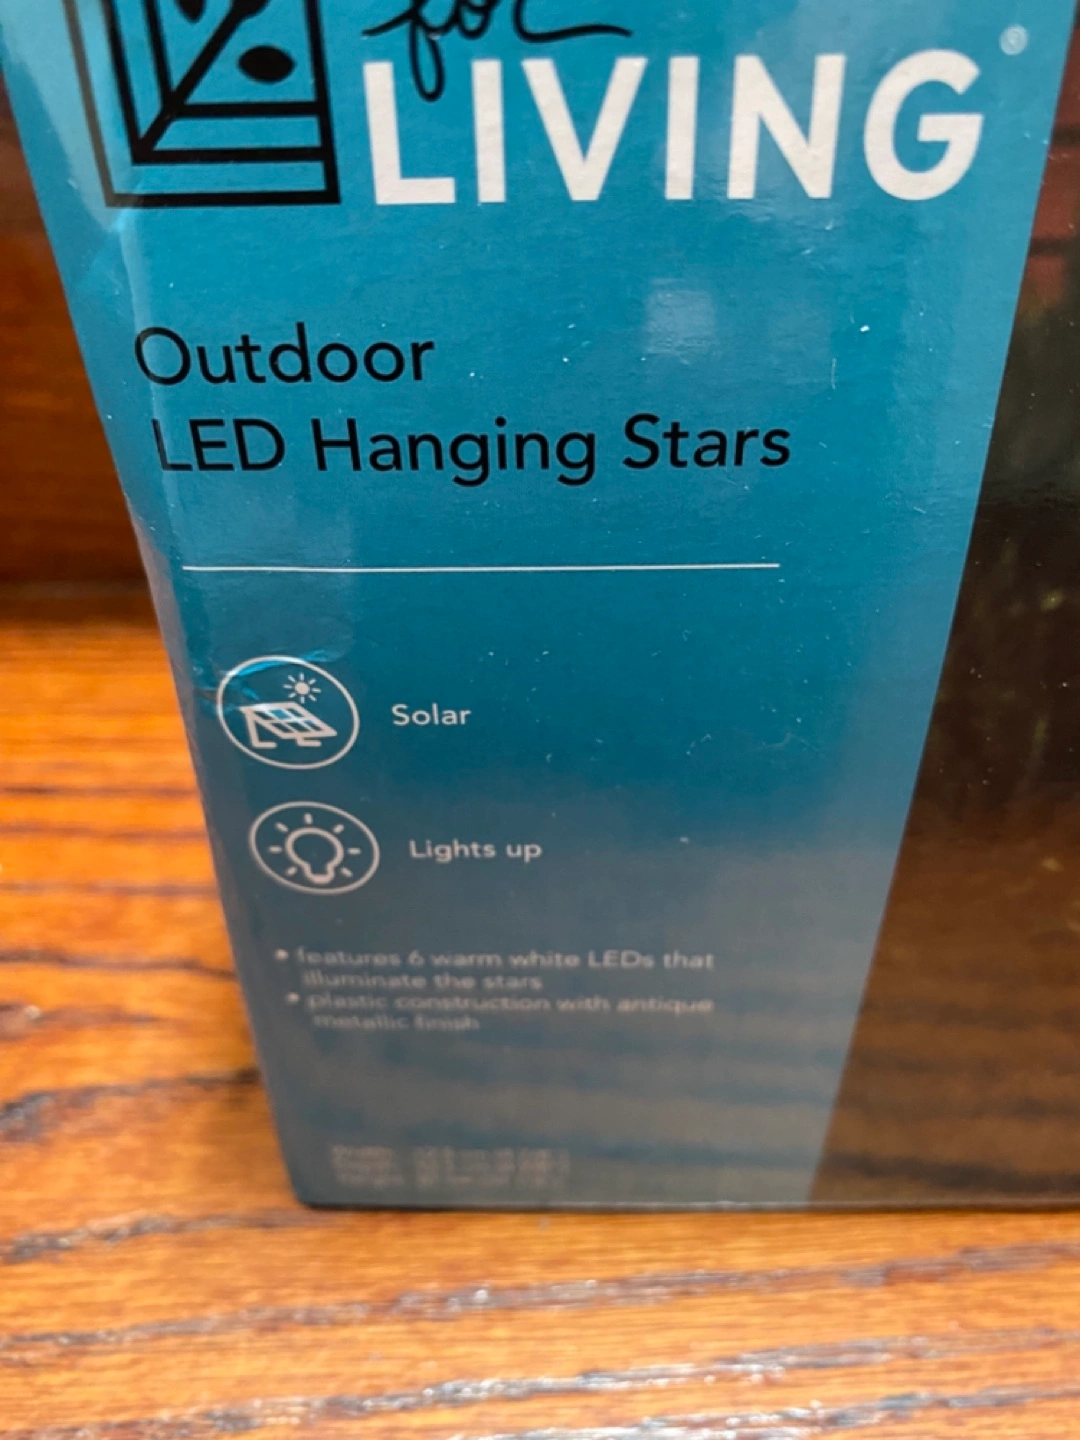 for
LIVING
Outdoor
LED Hanging Stars
Solar
Lights up
• features 6 warm white LEDs that
illuminate the stars
• plastic construction with antique
metallic finish